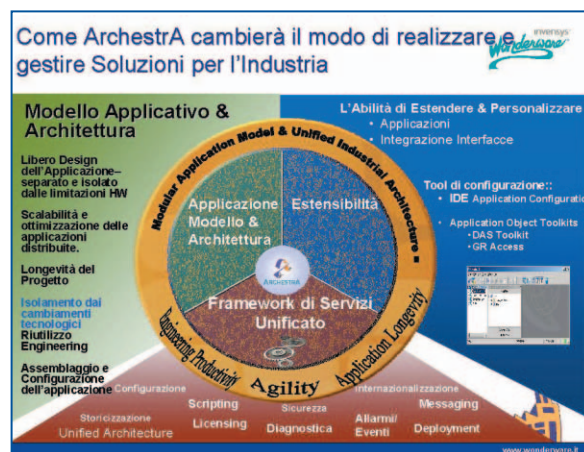 Come ArchestrA cambierà il modo di realizzare e
gestire Soluzioni per l'Industria
invensys
Wonderware
Modello Applicativo &
Architettura
Libero Design
dell'Applicazione–
separato e isolato
dalle limitazioni HW
Scalabilità e
ottimizzazione delle
applicazioni
distribuite.
Longevità del
Progetto
Isolamento dai
cambiamenti
tecnologici
Riutilizzo
Engineering
Assemblaggio e
Configurazione
dell'applicazione
Modular Application Model & Unified Industrial Architecture
Applicazione
Modello &
Architettura
Estensibilità
ARCHESTRA
Framework di Servizi
Unificato
Engineering Productivity
Agility
Application Longevity
L'Abilità di Estendere & Personalizzare
• Applicazioni
• Integrazione Interfacce
Tool di configurazione::
• IDE Application Configuratio
• Application Object Toolkits
•DAS Toolkit
•GR Access
Configurazione
Internazionalizzazione
Scripting
Sicurezza
Messaging
Storicizzazione
Licensing
Diagnostica
Allarmi/
Eventi
Deployment
Unified Architecture
www.wonderware.it